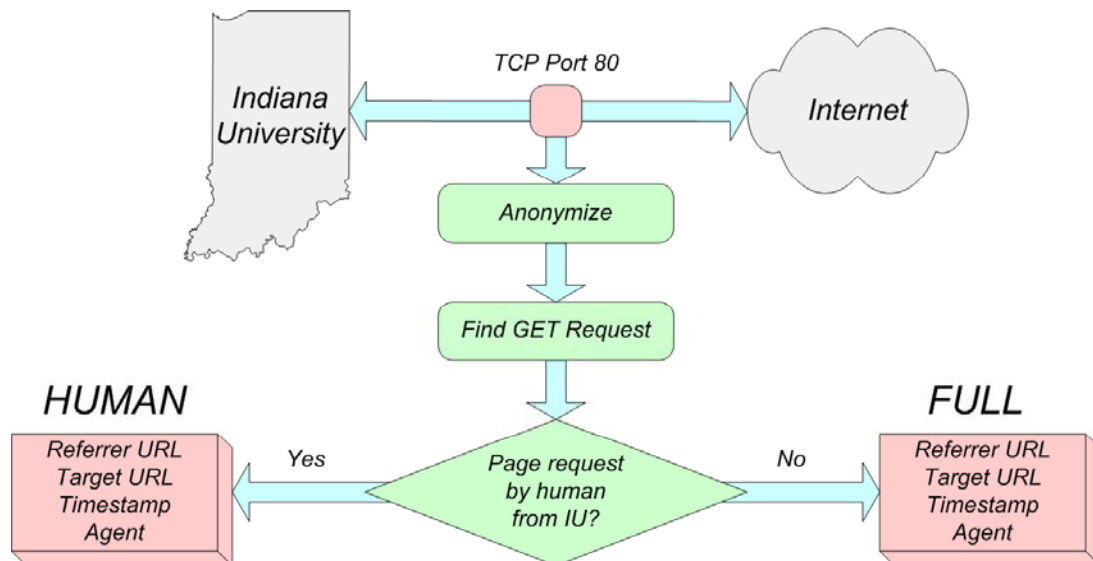 TCP Port 80
Indiana
University
Internet
Anonymize
Find GET Request
HUMAN
FULL
Referrer URL
Target URL
Timestamp
Agent
Yes
Page request
by human
from IU?
No
Referrer URL
Target URL
Timestamp
Agent